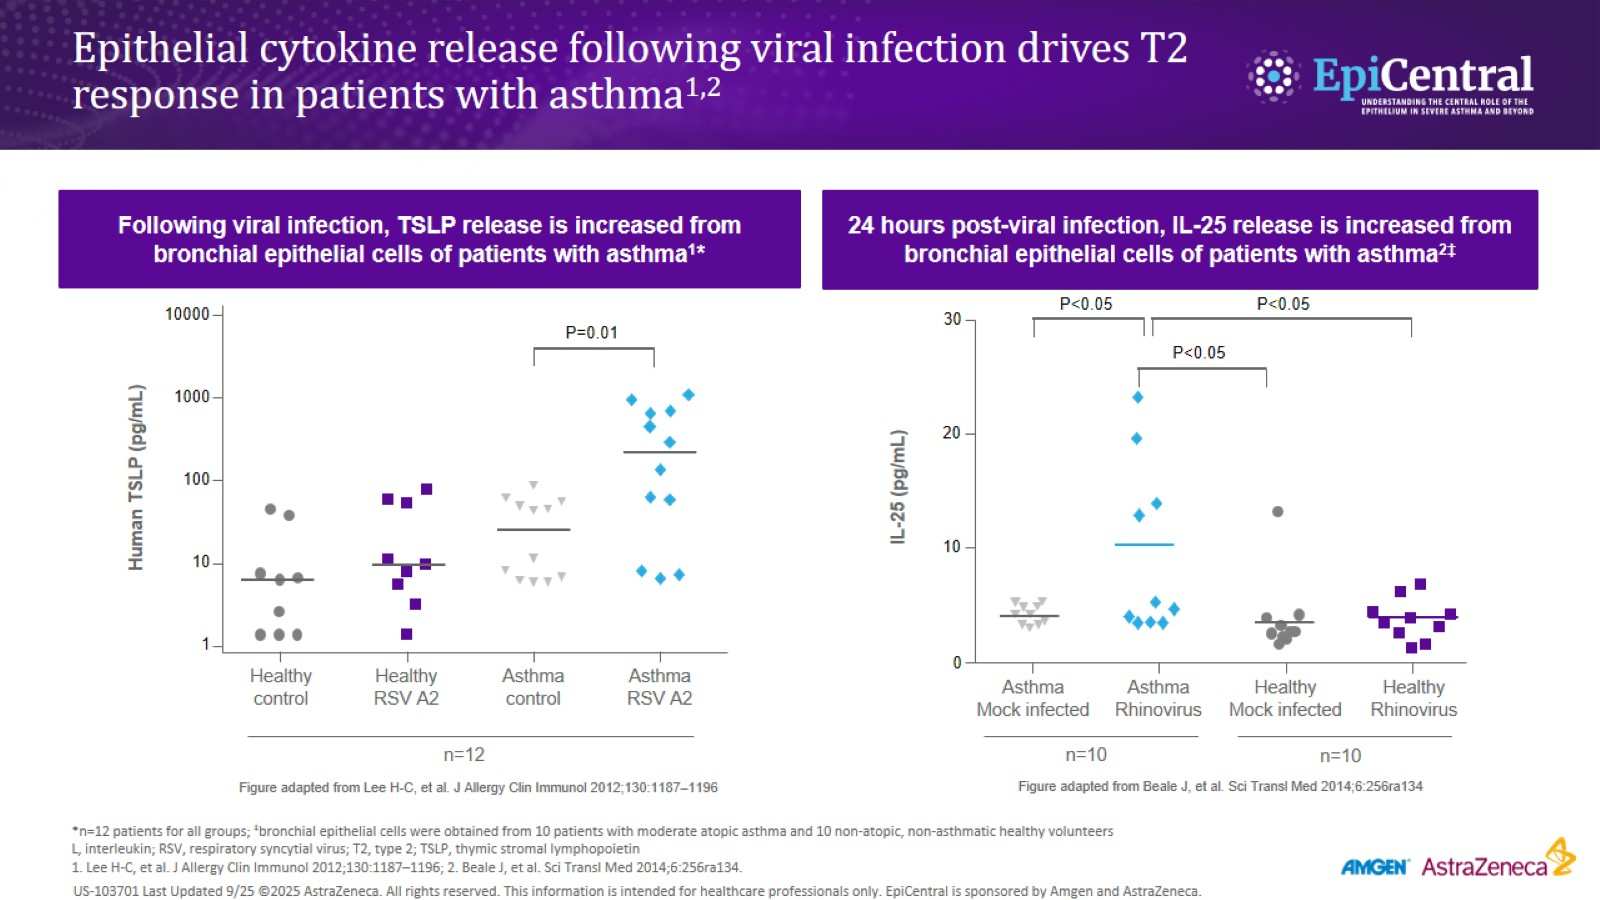 Epithelial cytokine release following viral infection drives T2
response in patients with asthma1,2
EpiCentral
UNDERSTANDING THE CENTRAL ROLE OF THE
EPITHELIUM IN SEVERE ASTHMA AND BEYOND
Following viral infection, TSLP release is increased from
bronchial epithelial cells of patients with asthma1*
10000
1000
100
10
1
Human TSLP (pg/mL)
P=0.01
Healthy
control
Healthy
RSV A2
Asthma
control
Asthma
RSV A2
n=12
Figure adapted from Lee H-C, et al. J Allergy Clin Immunol 2012;130:1187–1196
24 hours post-viral infection, IL-25 release is increased from
bronchial epithelial cells of patients with asthma2‡
30
20
10
0
IL-25 (pg/mL)
P<0.05
P<0.05
P<0.05
Asthma
Mock infected
Asthma
Rhinovirus
Healthy
Mock infected
Healthy
Rhinovirus
n=10
n=10
Figure adapted from Beale J, et al. Sci Transl Med 2014;6:256ra134
*n=12 patients for all groups; ‡bronchial epithelial cells were obtained from 10 patients with moderate atopic asthma and 10 non-atopic, non-asthmatic healthy volunteers
L, interleukin; RSV, respiratory syncytial virus; T2, type 2; TSLP, thymic stromal lymphopoietin
1. Lee H-C, et al. J Allergy Clin Immunol 2012;130:1187–1196; 2. Beale J, et al. Sci Transl Med 2014;6:256ra134.
US-103701 Last Updated 9/25 ©2025 AstraZeneca. All rights reserved. This information is intended for healthcare professionals only. EpiCentral is sponsored by Amgen and AstraZeneca.
AMGEN
AstraZeneca